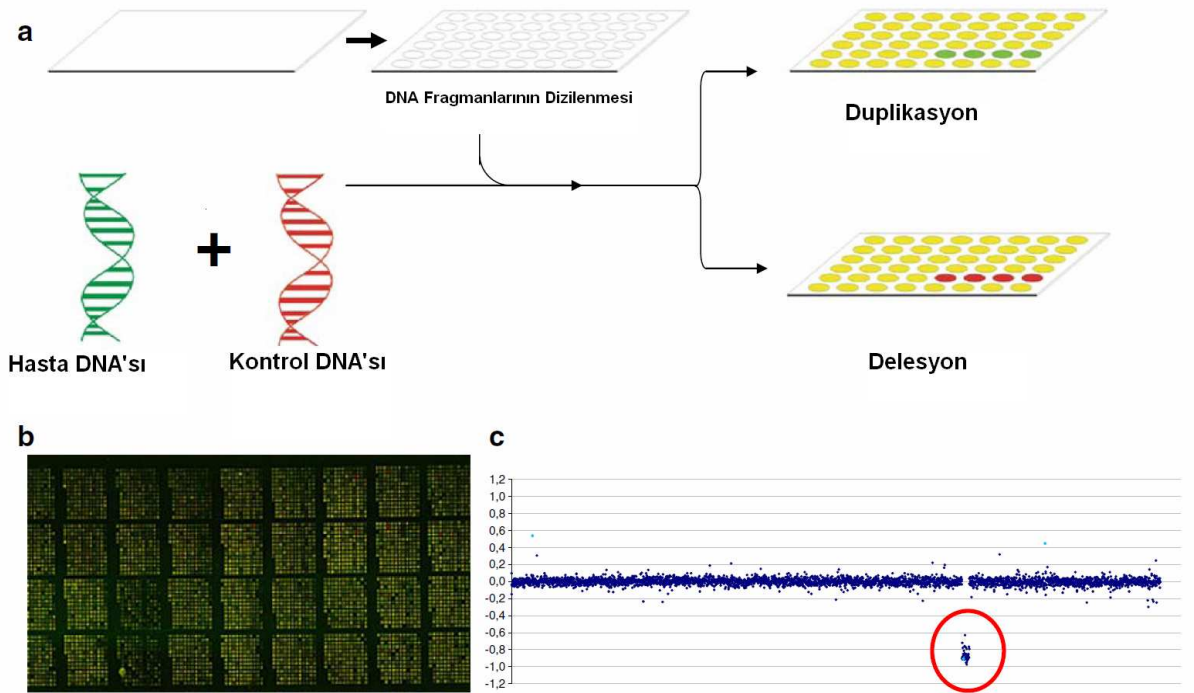 a
DNA Fragmanlarının Dizilenmesi
Duplikasyon
+
Hasta DNA'sı
Kontrol DNA'sı
Delesyon
b
c
1,2
1,0
0,8
0,6
0,4
0,2
0,0
-0,2
-0,4
-0,6
-0,8
-1,0
-1,2